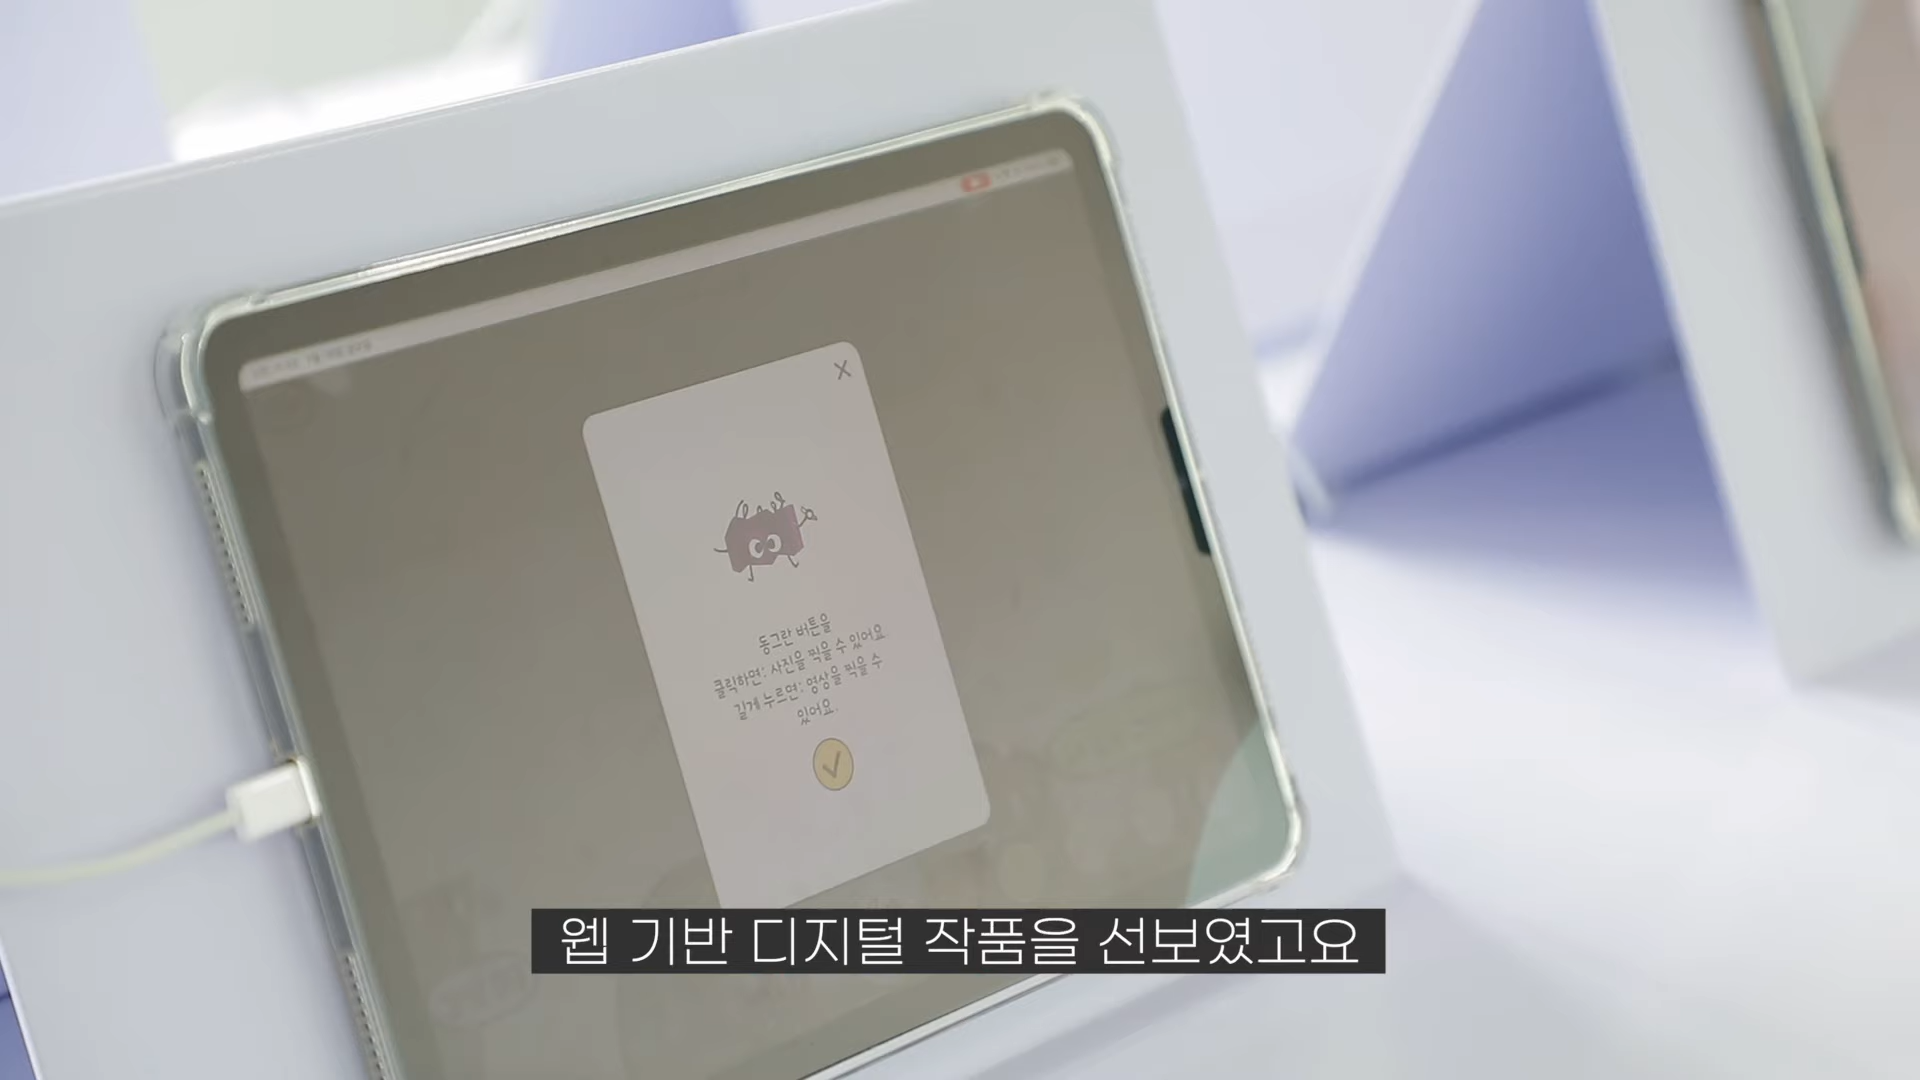 X
동그란 버튼을
클릭하면: 사진을 찍을 수 있어요
길게 누르면: 영상을 찍을 수
있어요.
웹 기반 디지털 작품을 선보였고요